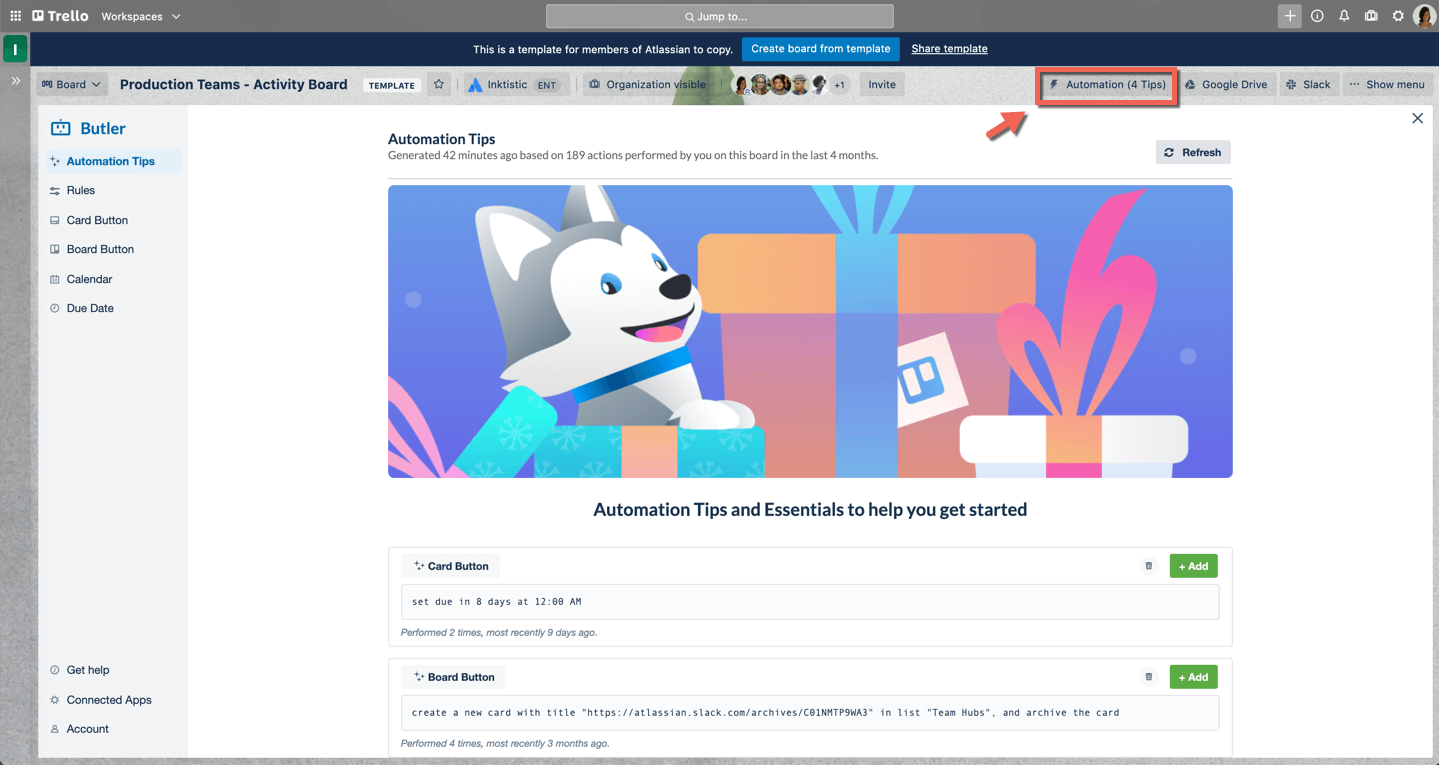 Trello
Workspaces
Jump to...
I
This is a template for members of Atlassian to copy.
Create board from template
Share template
Board
Production Teams - Activity Board
TEMPLATE
Inktistic ENT
Organization visible
+1
Invite
Automation (4 Tips)
Google Drive
Slack
Show menu
Butler
Automation Tips
Rules
Card Button
Board Button
Calendar
Due Date
Get help
Connected Apps
Account
Automation Tips
Generated 42 minutes ago based on 189 actions performed by you on this board in the last 4 months.
Refresh
Automation Tips and Essentials to help you get started
Card Button
+ Add
set due in 8 days at 12:00 AM
Performed 2 times, most recently 9 days ago.
Board Button
+ Add
create a new card with title "https://atlassian.slack.com/archives/C01NMTP9WA3" in list "Team Hubs", and archive the card
Performed 4 times, most recently 3 months ago.